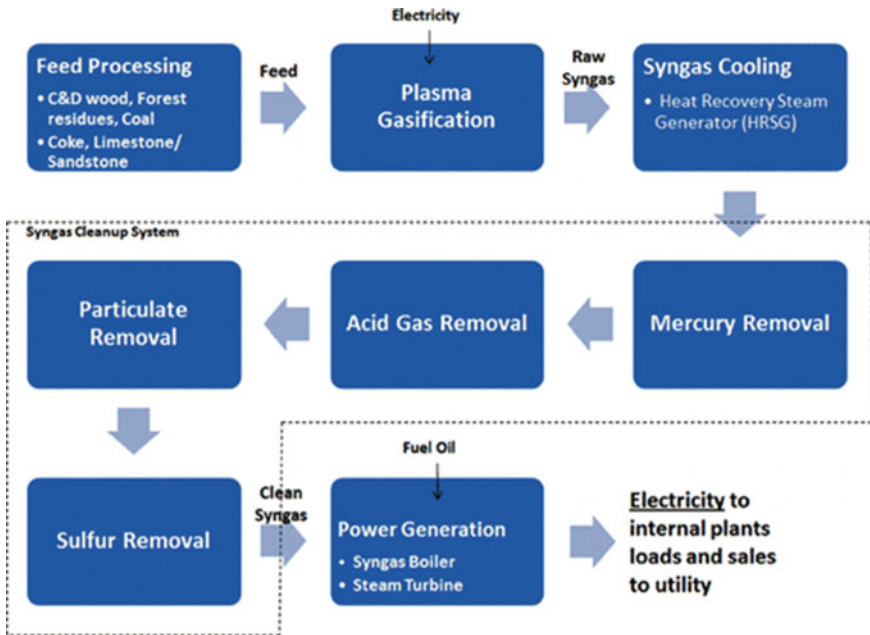 Electricity
Feed Processing
• C&D wood, Forest
residues, Coal
• Coke, Limestone/
Sandstone
Feed
Plasma
Gasification
Raw
Syngas
Syngas Cooling
• Heat Recovery Steam
Generator (HRSG)
Syngas Cleanup System
Particulate
Removal
Acid Gas Removal
Mercury Removal
Sulfur Removal
Clean
Syngas
Fuel Oil
Power Generation
• Syngas Boiler
• Steam Turbine
Electricity to
internal plants
loads and sales
to utility